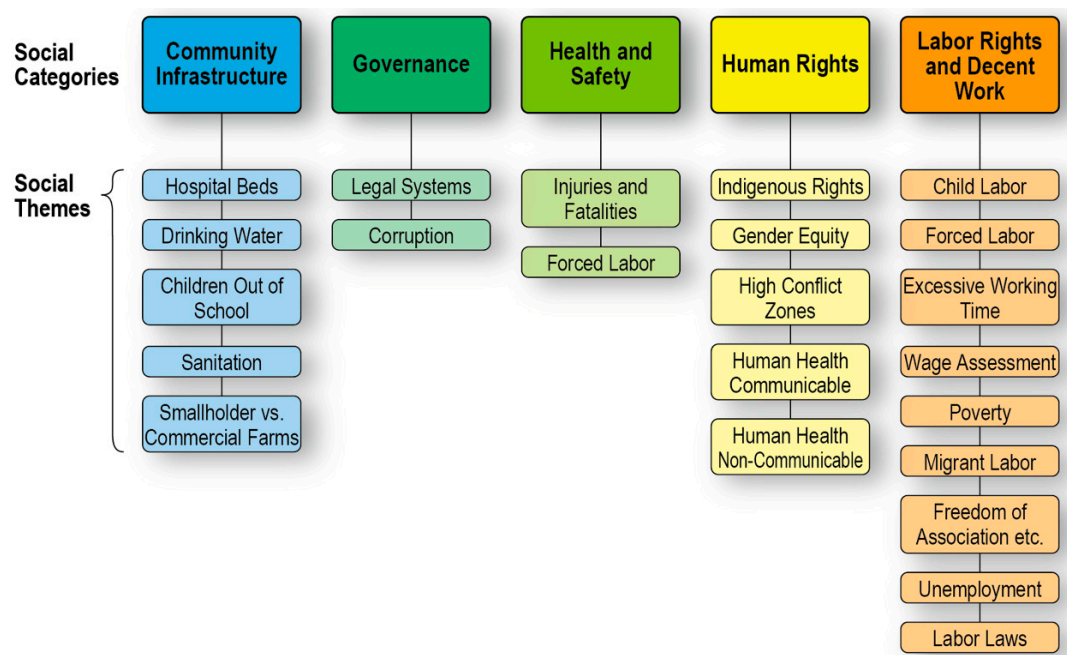 Social
Categories
Community
Infrastructure
Governance
Health and
Safety
Human Rights
Labor Rights
and Decent
Work
Social
Themes
Hospital Beds
Drinking Water
Children Out of
School
Sanitation
Smallholder vs.
Commercial Farms
Legal Systems
Corruption
Injuries and
Fatalities
Forced Labor
Indigenous Rights
Gender Equity
High Conflict
Zones
Human Health
Communicable
Human Health
Non-Communicable
Child Labor
Forced Labor
Excessive Working
Time
Wage Assessment
Poverty
Migrant Labor
Freedom of
Association etc.
Unemployment
Labor Laws